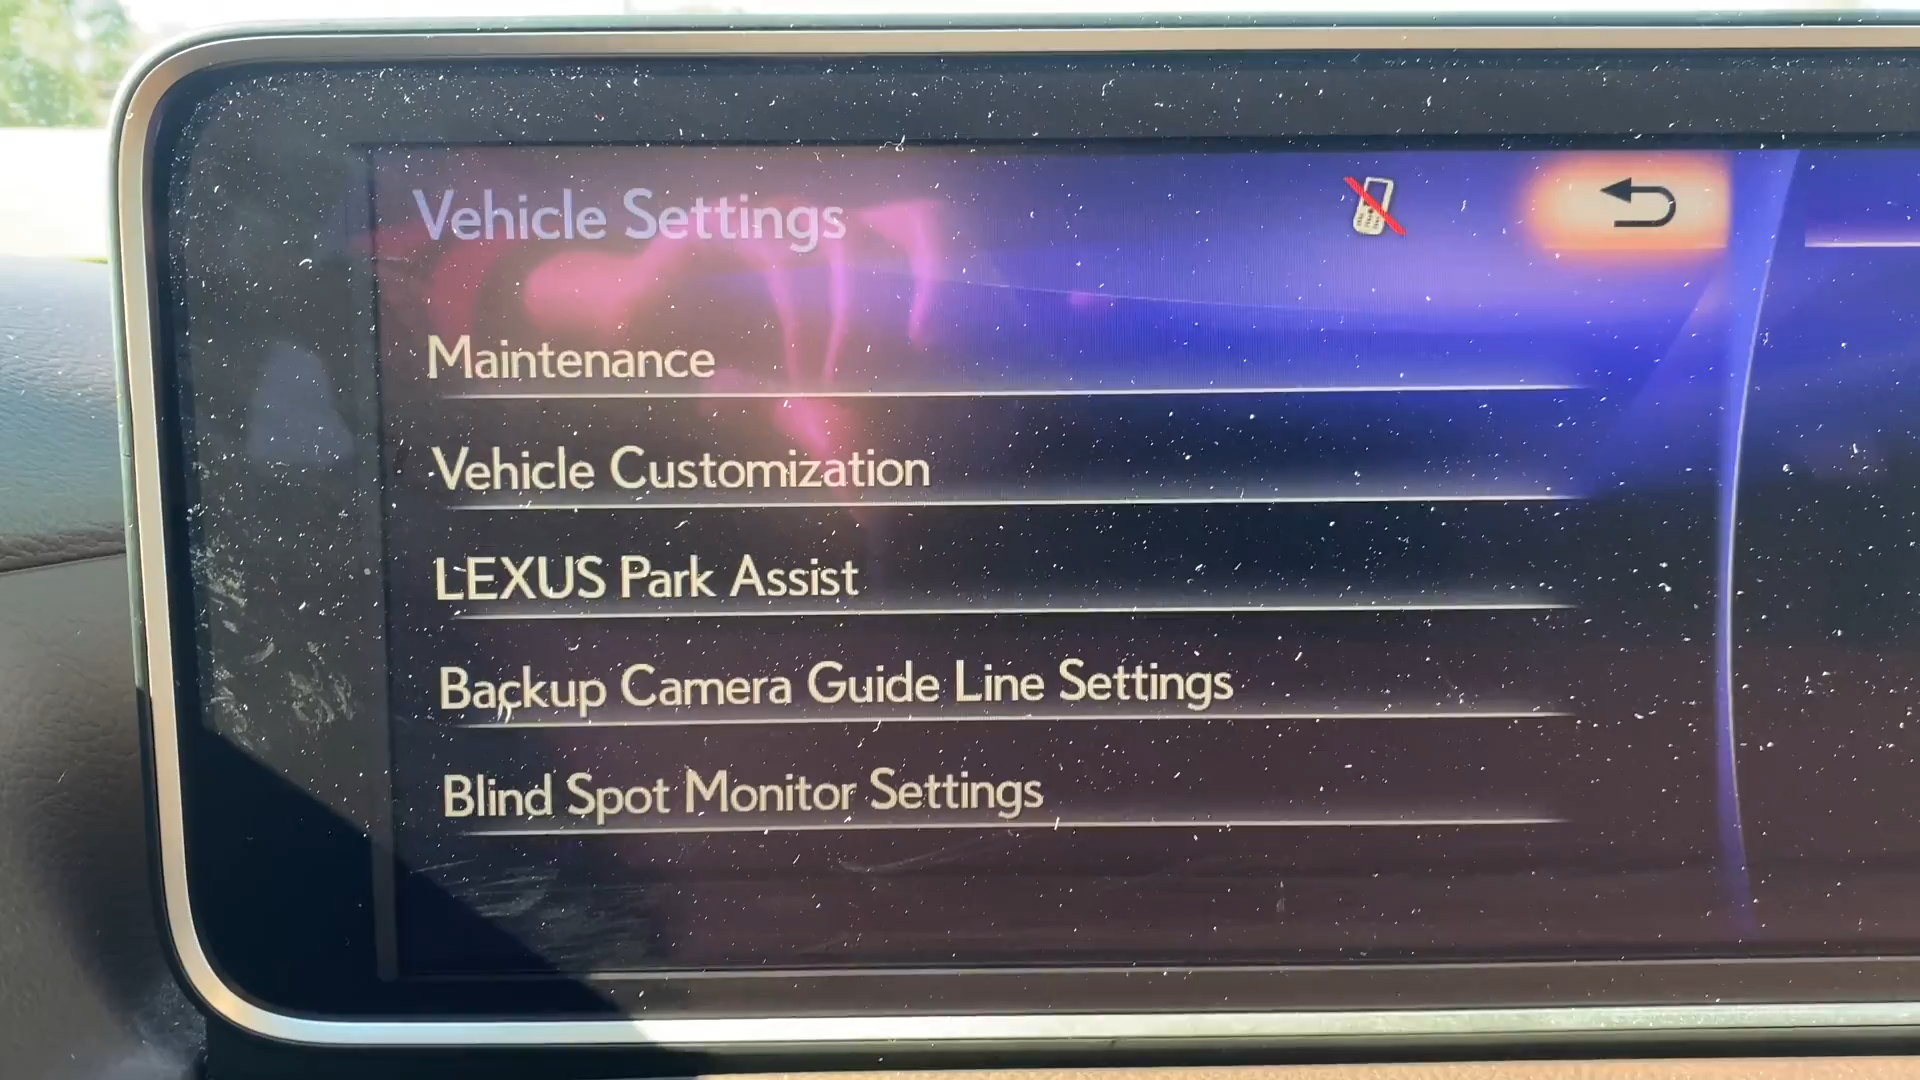 Vehicle Settings
Maintenance
Vehicle Customization
LEXUS Park Assist
Backup Camera Guide Line Settings
Blind Spot Monitor Settings